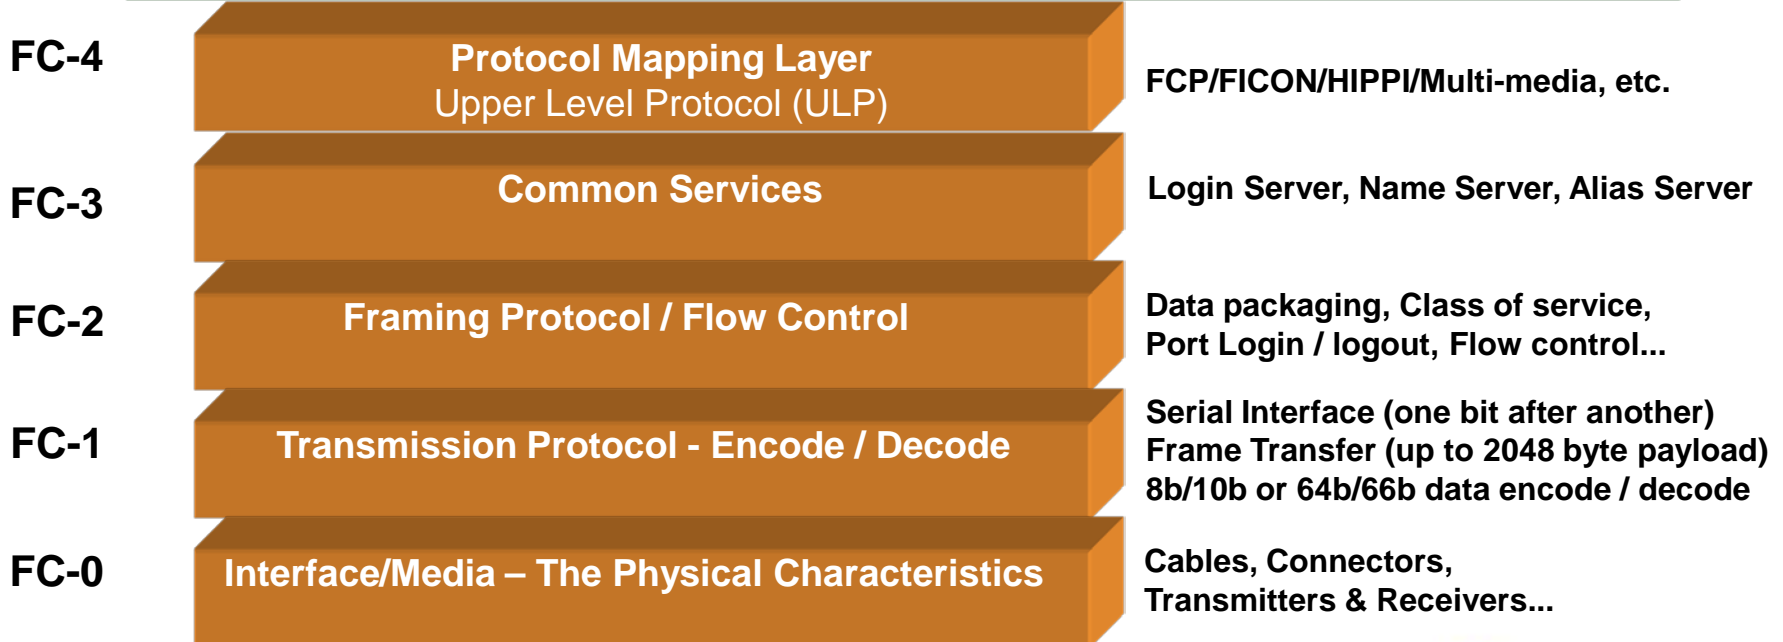 FC-4
Protocol Mapping Layer
Upper Level Protocol (ULP)
FCP/FICON/HIPPI/Multi-media, etc.
FC-3
Common Services
Login Server, Name Server, Alias Server
FC-2
Framing Protocol / Flow Control
Data packaging, Class of service,
Port Login / logout, Flow control...
FC-1
Transmission Protocol - Encode / Decode
Serial Interface (one bit after another)
Frame Transfer (up to 2048 byte payload)
8b/10b or 64b/66b data encode / decode
FC-0
Interface/Media – The Physical Characteristics
Cables, Connectors,
Transmitters & Receivers...